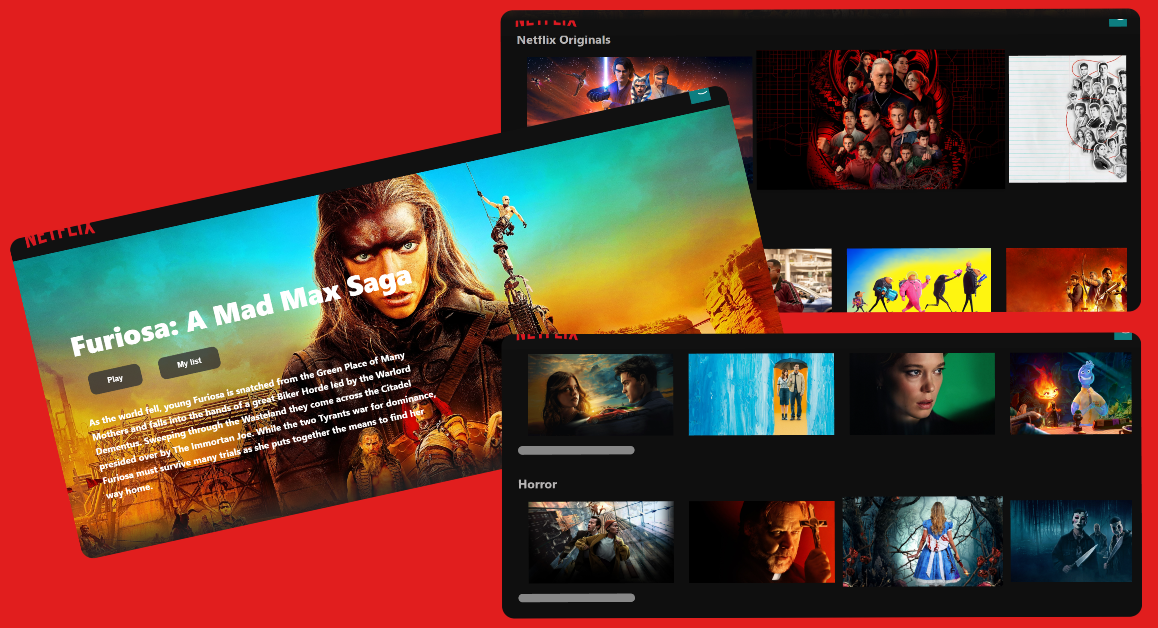 NETFLIX
Netflix Originals
NETFLIX
Furiosa: A Mad Max Saga
Play
My list
As the world fell, young Furiosa is snatched from the Green Place of Many
Mothers and falls into the hands of a great Biker Horde led by the Warlord
Dementus. Sweeping through the Wasteland they come across the Citadel
presided over by The Immortan Joe. While the two Tyrants war for dominance,
Furiosa must survive many trials as she puts together the means to find her
way home.
NETFLIX
Horror